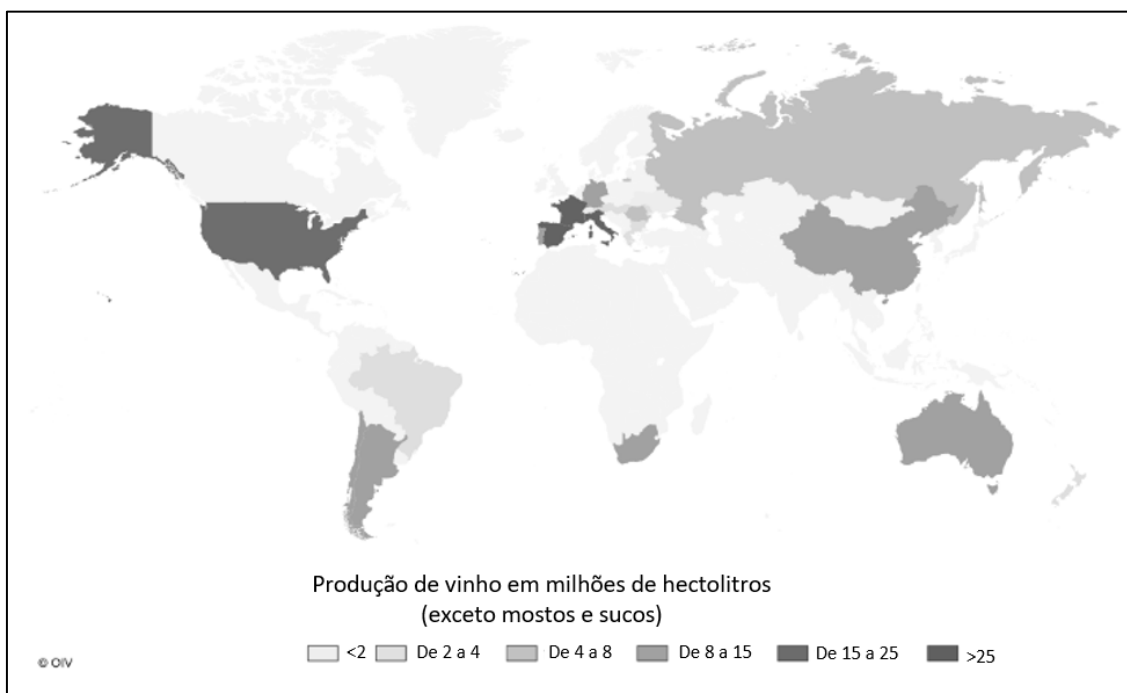 Produção de vinho em milhões de hectolitros
(exceto mostos e sucos)
<2 De 2 a 4 De 4 a 8 De 8 a 15 De 15 a 25 >25
© OIV